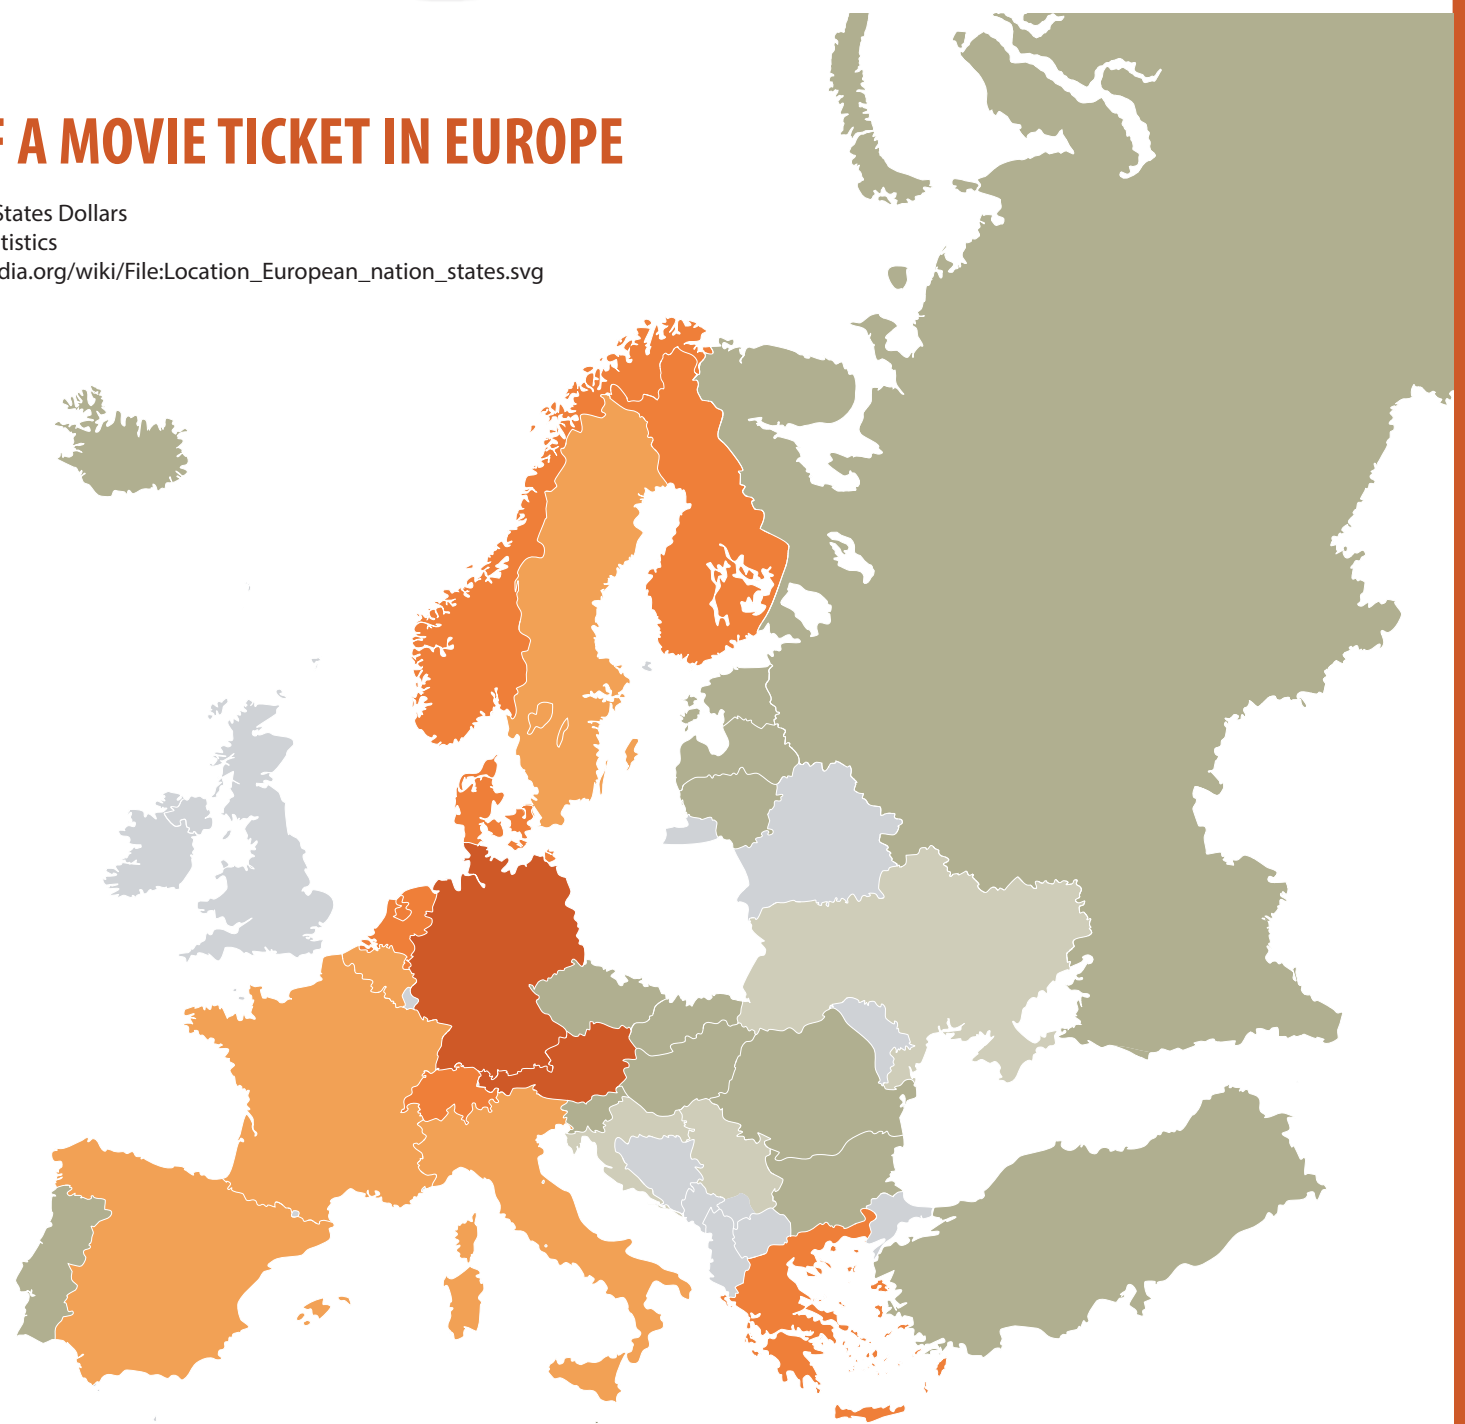 A MOVIE TICKET IN EUROPE
States Dollars
tistics
dia.org/wiki/File:Location_European_nation_states.svg